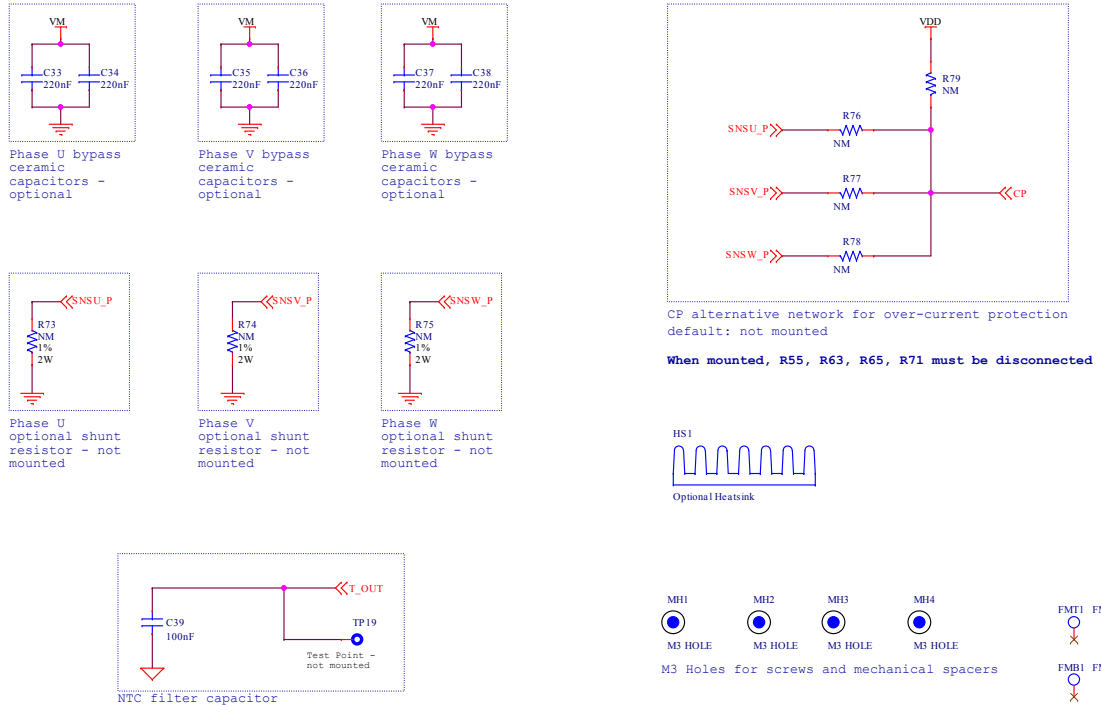 VM
C33
220nF
C34
220nF
Phase U bypass
ceramic
capacitors -
optional
VM
C35
220nF
C36
220nF
Phase V bypass
ceramic
capacitors -
optional
VM
C37
220nF
C38
220nF
Phase W bypass
ceramic
capacitors -
optional
VDD
R79
NM
SNSU_P
R76
NM
SNSV_P
R77
NM
CP
SNSW_P
R78
NM
CP alternative network for over-current protection
default: not mounted
When mounted, R55, R63, R65, R71 must be disconnected
SNSU_P
R73
NM
1%
2W
Phase U
optional shunt
resistor - not
mounted
SNSV_P
R74
NM
1%
2W
Phase V
optional shunt
resistor - not
mounted
SNSW_P
R75
NM
1%
2W
Phase W
optional shunt
resistor - not
mounted
HS1
Optional Heatsink
T_OUT
C39
100nF
TP19
Test Point -
not mounted
NTC filter capacitor
MH1
M3 HOLE
MH2
M3 HOLE
MH3
M3 HOLE
MH4
M3 HOLE
M3 Holes for screws and mechanical spacers
FMT1
FMB1